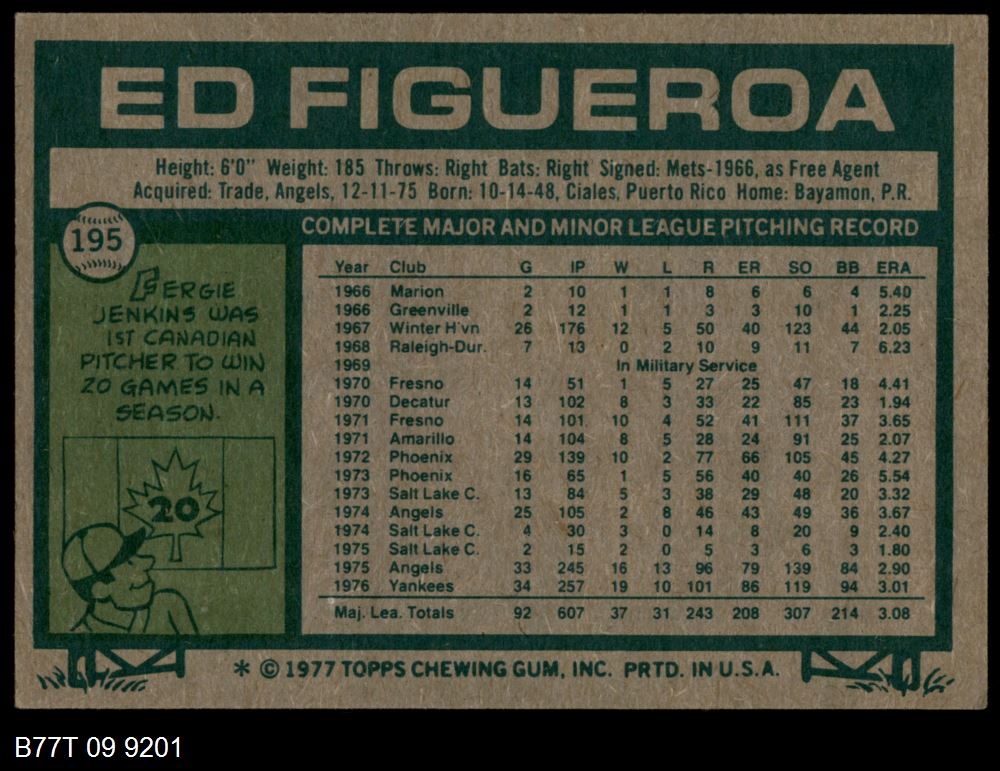 ED FIGUEROA
Height: 6'0" Weight: 185 Throws: Right Bats: Right Signed: Mets-1966, as Free Agent
Acquired: Trade, Angels, 12-11-75 Born: 10-14-48, Ciales, Puerto Rico Home: Bayamon, P.R.
195
FERGIE
JENKINS WAS
1ST CANADIAN
PITCHER TO WIN
20 GAMES IN A
SEASON.
20
COMPLETE MAJOR AND MINOR LEAGUE PITCHING RECORD
Year Club G IP W L R ER SO BB ERA
1966 Marion 2 10 1 1 8 6 6 4 5.40
1966 Greenville 2 12 1 1 3 3 10 1 2.25
1967 Winter H'vn 26 176 12 5 50 40 123 44 2.05
1968 Raleigh-Dur. 7 13 0 2 10 9 11 7 6.23
1969 In Military Service
1970 Fresno 14 51 1 5 27 25 47 18 4.41
1970 Decatur 13 102 8 3 33 22 85 23 1.94
1971 Fresno 14 101 10 4 52 41 111 37 3.65
1971 Amarillo 14 104 8 5 28 24 91 25 2.07
1972 Phoenix 29 139 10 2 77 66 105 45 4.27
1973 Phoenix 16 65 1 5 56 40 40 26 5.54
1973 Salt Lake C. 13 84 5 3 38 29 48 20 3.32
1974 Angels 25 105 2 8 46 43 49 36 3.67
1974 Salt Lake C. 4 30 3 0 14 8 20 9 2.40
1975 Salt Lake C. 2 15 2 0 5 3 6 3 1.80
1975 Angels 33 245 16 13 96 79 139 84 2.90
1976 Yankees 34 257 19 10 101 86 119 94 3.01
Maj. Lea. Totals 92 607 37 31 243 208 307 214 3.08
* © 1977 TOPPS CHEWING GUM, INC. PRTD. IN U.S.A.
B77T 09 9201